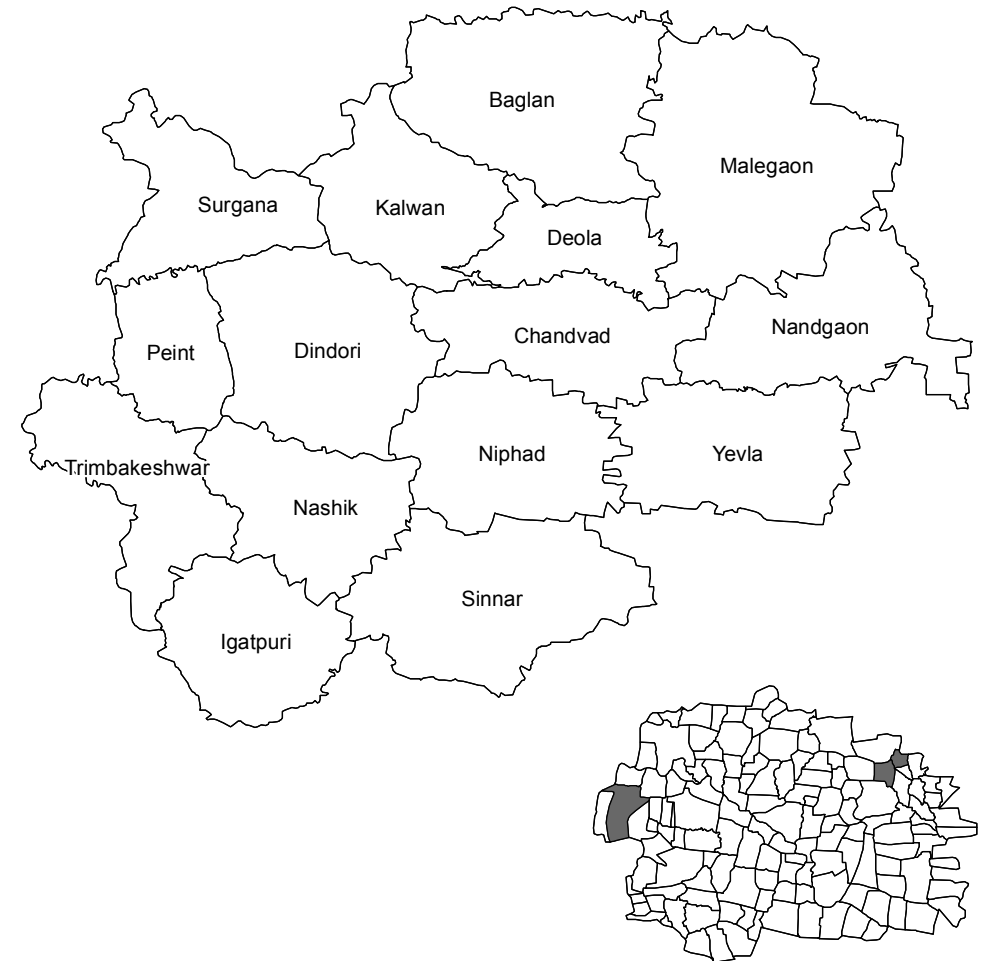 Baglan
Malegaon
Surgana
Kalwan
Deola
Nandgaon
Chandvad
Peint
Dindori
Niphad
Yevla
Trimbakeshwar
Nashik
Sinnar
Igatpuri